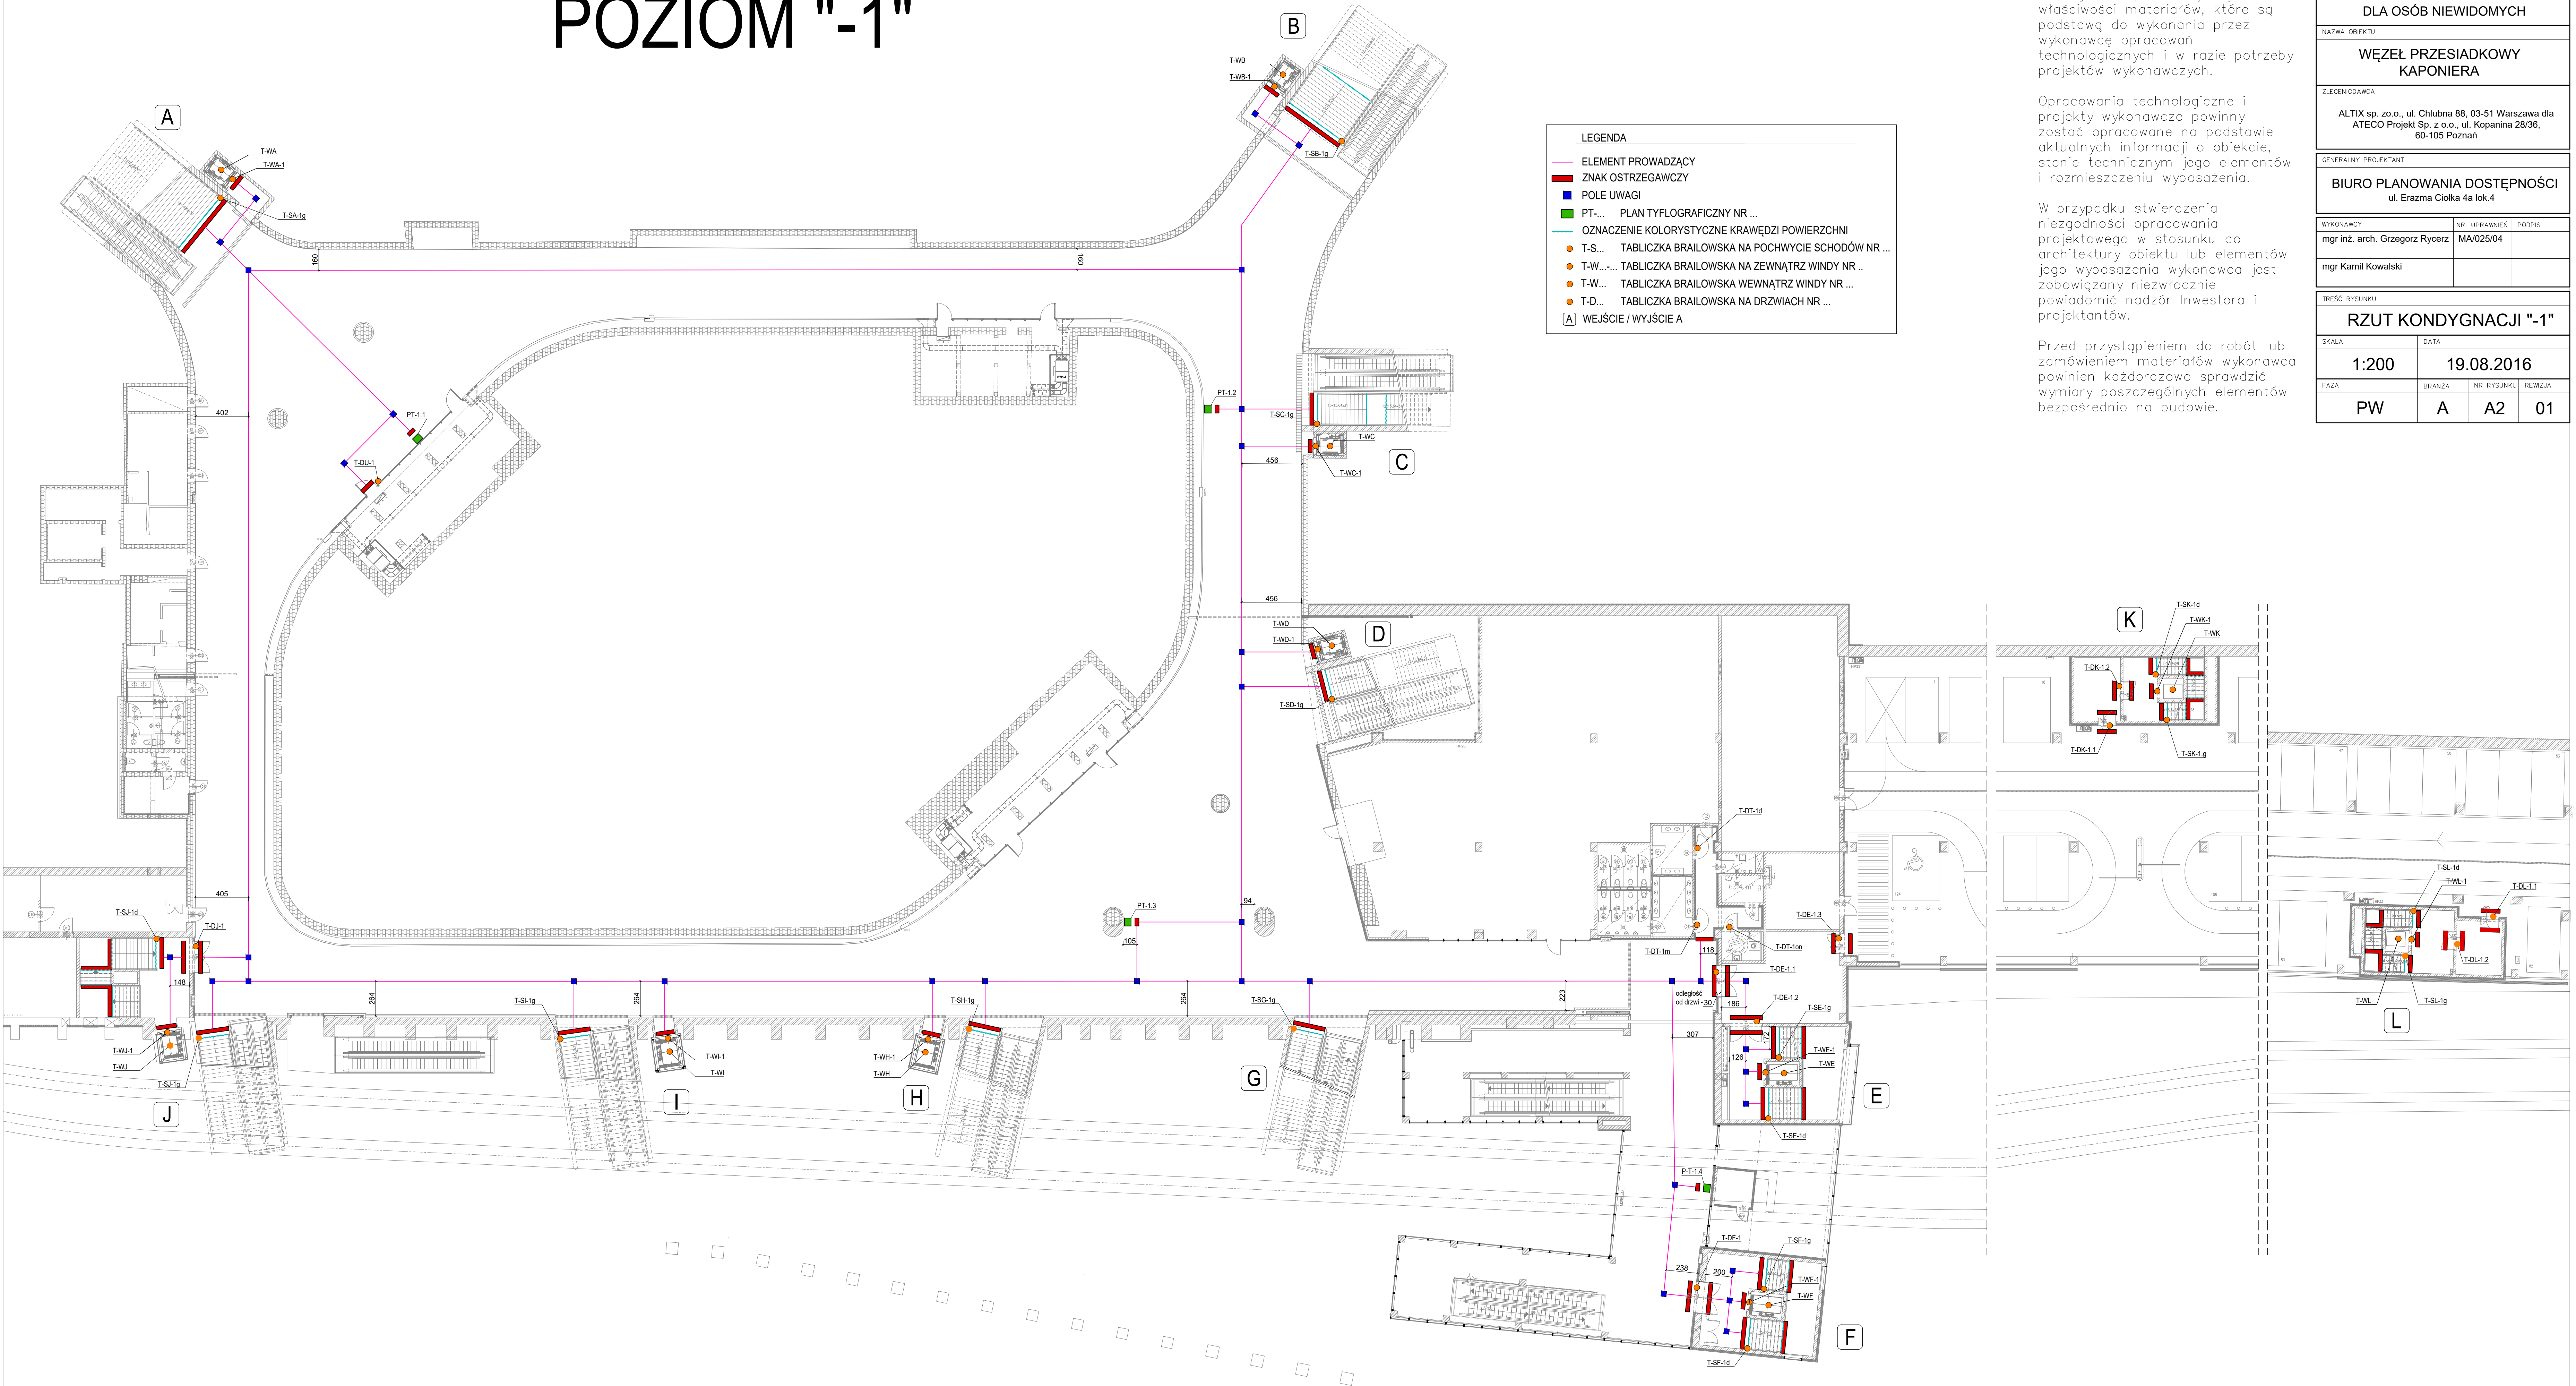 POZIOM "-1"
właściwości materiałów, które są
podstawą do wykonania przez
wykonawcę opracowań
technologicznych i w razie potrzeby
projektów wykonawczych.
Opracowania technologiczne i
projekty wykonawcze powinny
zostać opracowane na podstawie
aktualnych informacji o obiekcie,
stanie technicznym jego elementów
i rozmieszczeniu wyposażenia.
W przypadku stwierdzenia
niezgodności opracowania
projektowego w stosunku do
architektury obiektu lub elementów
jego wyposażenia wykonawca jest
zobowiązany niezwłocznie
powiadomić nadzór Inwestora i
projektantów.
Przed przystąpieniem do robót lub
zamówieniem materiałów wykonawca
powinien każdorazowo sprawdzić
wymiary poszczególnych elementów
bezpośrednio na budowie.
DLA OSÓB NIEWIDOMYCH
NAZWA OBIEKTU
WĘZEŁ PRZESIADKOWY
KAPONIERA
ZLECENIODAWCA
ALTIX sp. zo.o., ul. Chlubna 88, 03-51 Warszawa dla
ATECO Projekt Sp. z o.o., ul. Kopanina 28/36,
60-105 Poznań
GENERALNY PROJEKTANT
BIURO PLANOWANIA DOSTĘPNOŚCI
ul. Erazma Ciołka 4a lok.4
WYKONAWCY NR. UPRAWNIEŃ PODPIS
mgr inż. arch. Grzegorz Rycerz MA/025/04
mgr Kamil Kowalski
TREŚĆ RYSUNKU
RZUT KONDYGNACJI "-1"
SKALA DATA
1:200 19.08.2016
FAZA BRANŻA NR RYSUNKU REWIZJA
PW A A2 01
LEGENDA
ELEMENT PROWADZĄCY
ZNAK OSTRZEGAWCZY
POLE UWAGI
PT-... PLAN TYFLOGRAFICZNY NR ...
OZNACZENIE KOLORYSTYCZNE KRAWĘDZI POWIERZCHNI
T-S... TABLICZKA BRAILOWSKA NA POCHWYCIE SCHODÓW NR ...
T-W...-... TABLICZKA BRAILOWSKA NA ZEWNĄTRZ WINDY NR ..
T-W... TABLICZKA BRAILOWSKA WEWNĄTRZ WINDY NR ...
T-D... TABLICZKA BRAILOWSKA NA DRZWIACH NR ...
A WEJŚCIE / WYJŚCIE A
A
T-WA
T-WA-1
T-SA-1g
B
T-WB
T-WB-1
T-SB-1g
160
160
402
PT-1.1
T-DU-1
PT-1.2
T-SC-1g
T-WC
T-WC-1
C
456
456
T-WD
T-WD-1
D
T-SD-1g
K
T-SK-1d
T-WK-1
T-WK
T-DK-1.2
T-DK-1.1
T-SK-1.g
T-DT-1d
T-SL-1d
T-WL-1
T-DL-1.1
T-DL-1.2
T-WL
T-SL-1g
L
405
T-SJ-1d
T-DJ-1
148
PT-1.3
105
94
T-DT-1m
118
T-DT-1on
T-DE-1.3
T-DE-1.1
odległość
od drzwi -30
186
T-DE-1.2
T-SE-1g
172
126
T-WE-1
T-WE
307
T-SE-1d
E
264
264
264
223
T-SI-1g
T-SH-1g
T-SG-1g
T-WJ-1
T-WJ
T-SJ-1g
J
T-WI-1
T-WI
I
T-WH-1
T-WH
H
G
P-T-1.4
T-DF-1
T-SF-1g
238
200
T-WF-1
T-WF
F
T-SF-1d